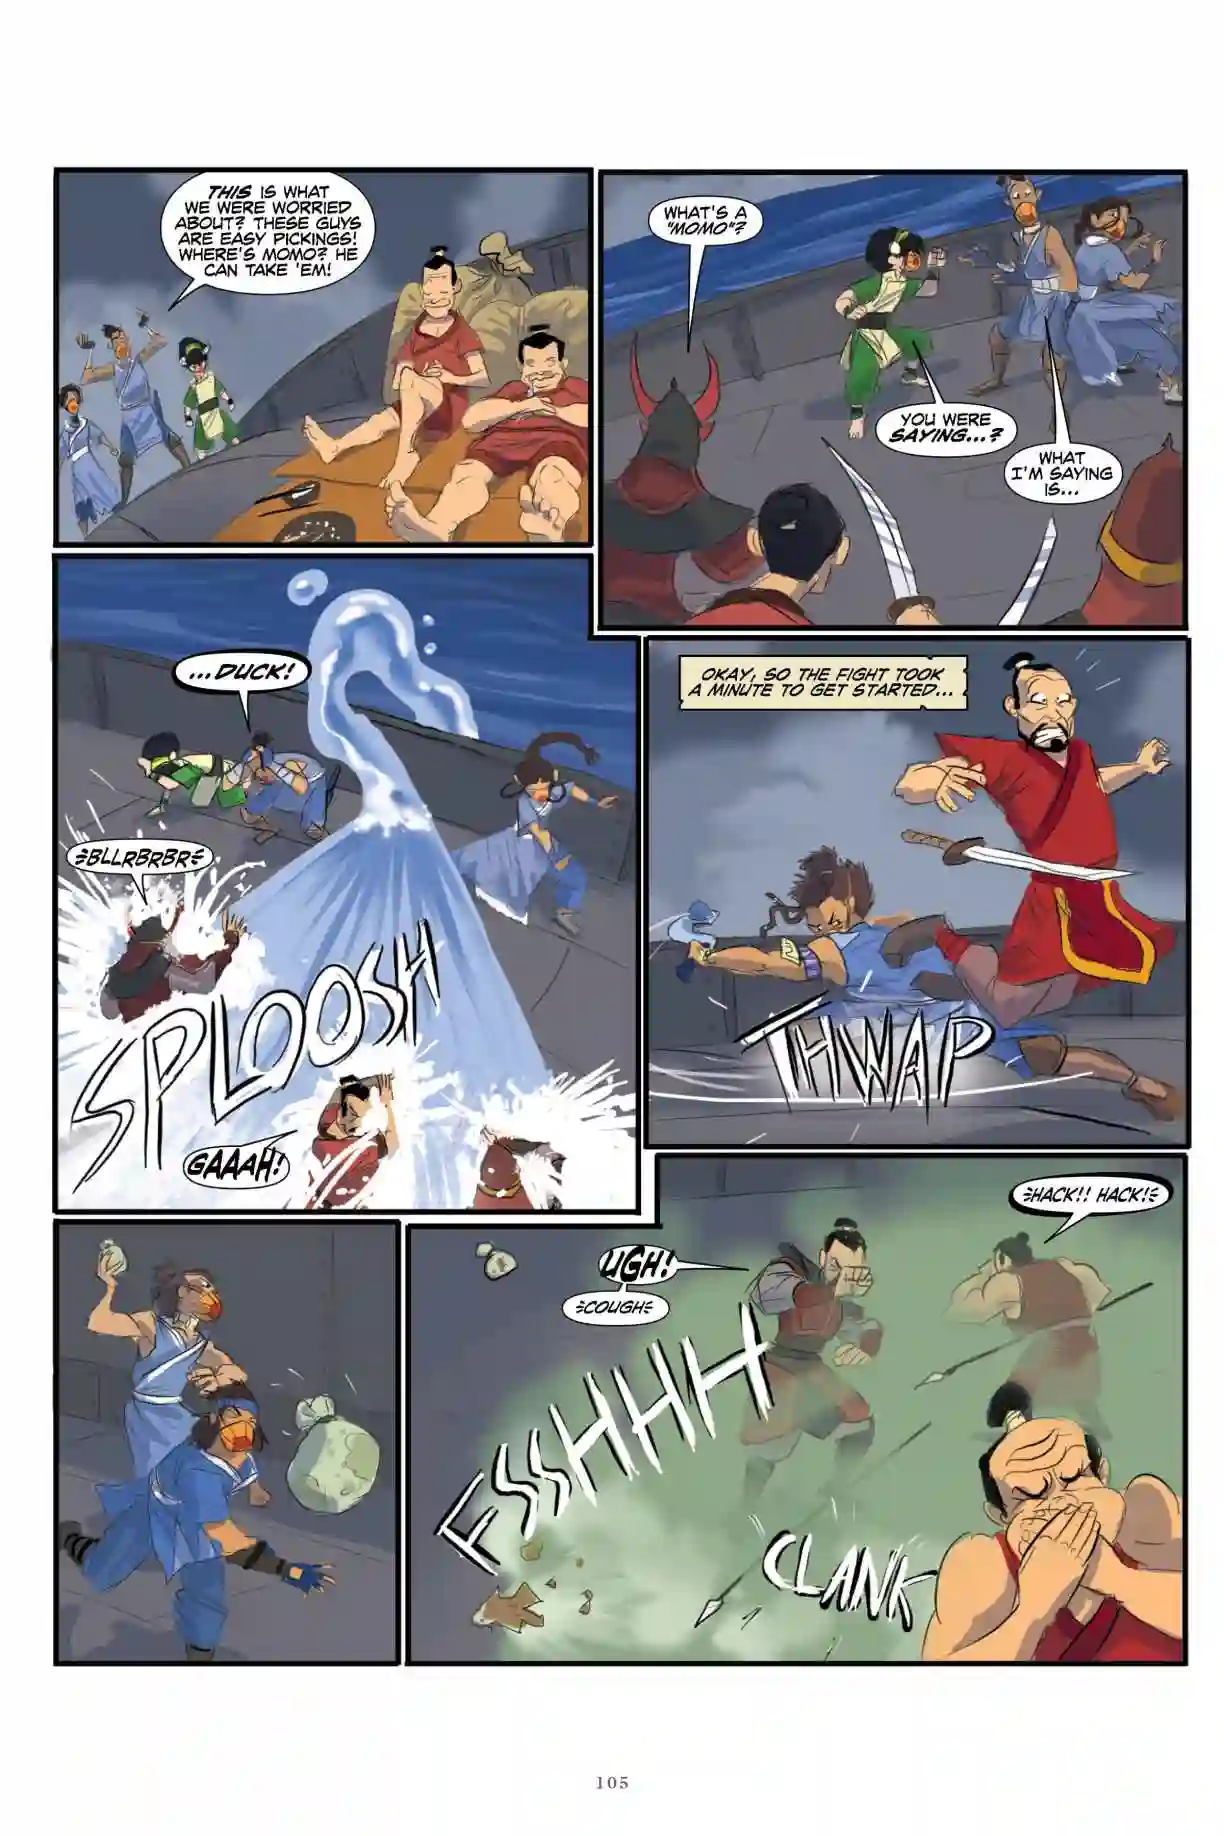 THIS IS WHAT
WE WERE WORRIED
ABOUT? THESE GUYS
ARE EASY PICKINGS!
WHERE'S MOMO? HE
CAN TAKE 'EM!
WHAT'S A
"MOMO"?
YOU WERE
SAYING...?
WHAT
I'M SAYING
IS...
...DUCK!
BLLRBRBR
SPLOOSH
GAAAH!
OKAY, SO THE FIGHT TOOK
A MINUTE TO GET STARTED...
THWAP
HACK!! HACK!
UGH!
COUGH
FSSHHHH
CLANK
105